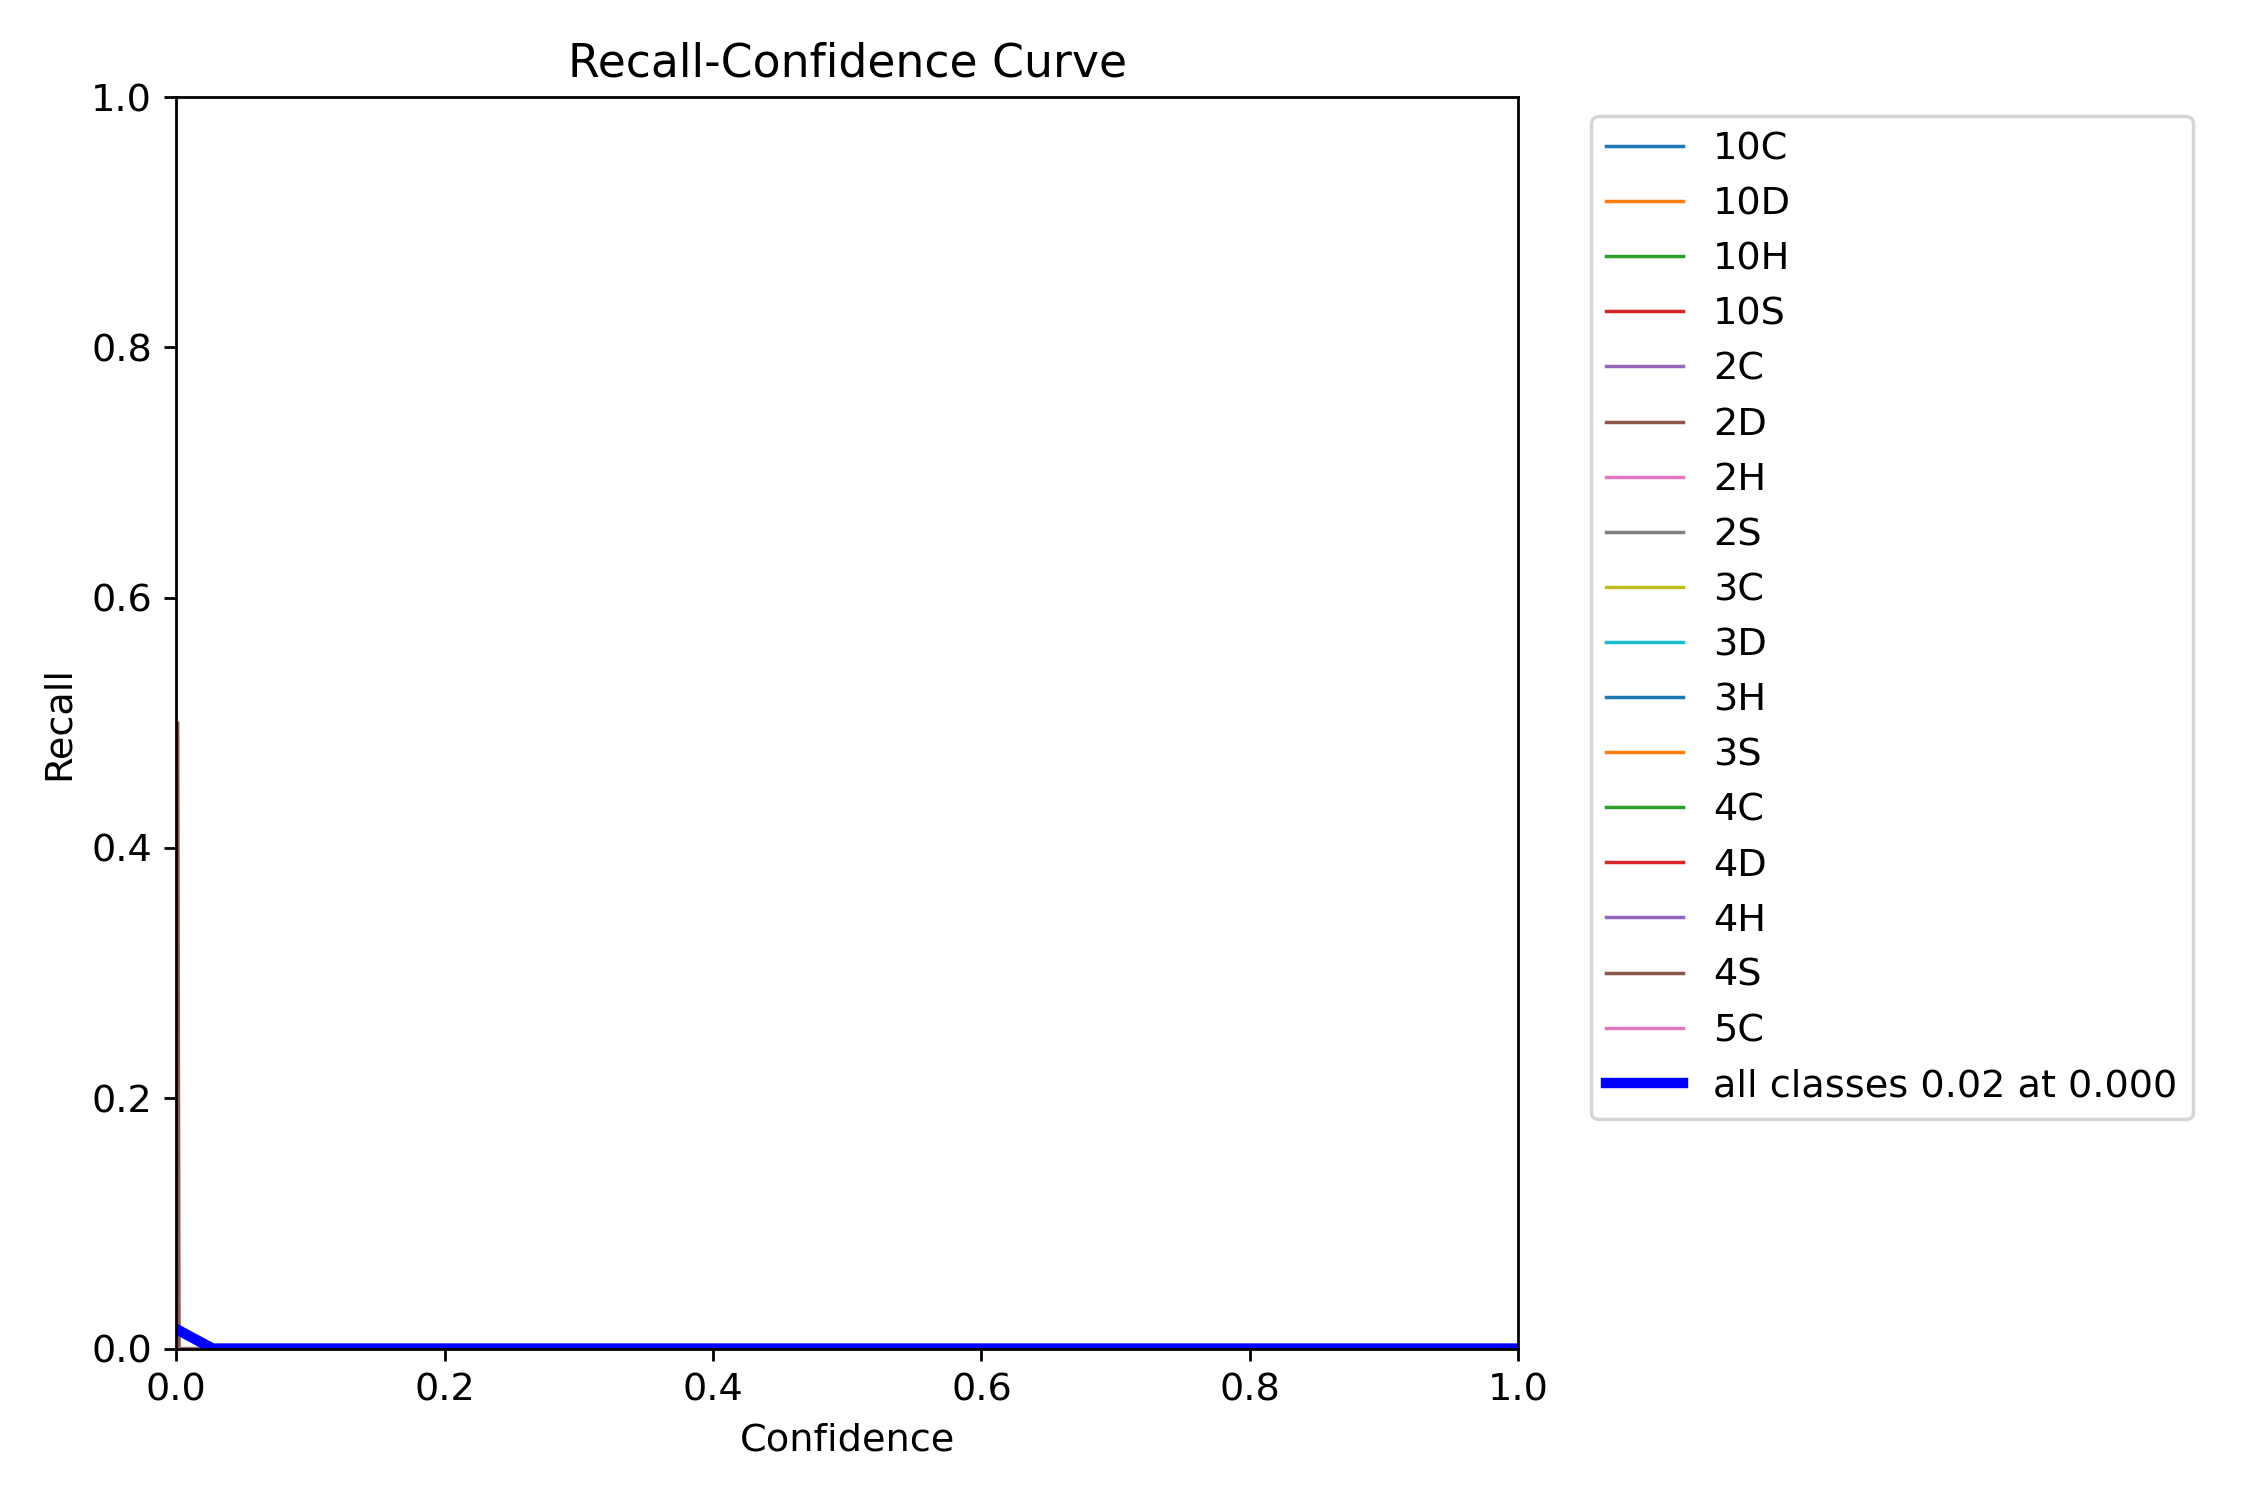 Recall-Confidence Curve
1.0
0.8
0.6
0.4
0.2
0.0
Recall
0.0 0.2 0.4 0.6 0.8 1.0
Confidence
10C
10D
10H
10S
2C
2D
2H
2S
3C
3D
3H
3S
4C
4D
4H
4S
5C
all classes 0.02 at 0.000